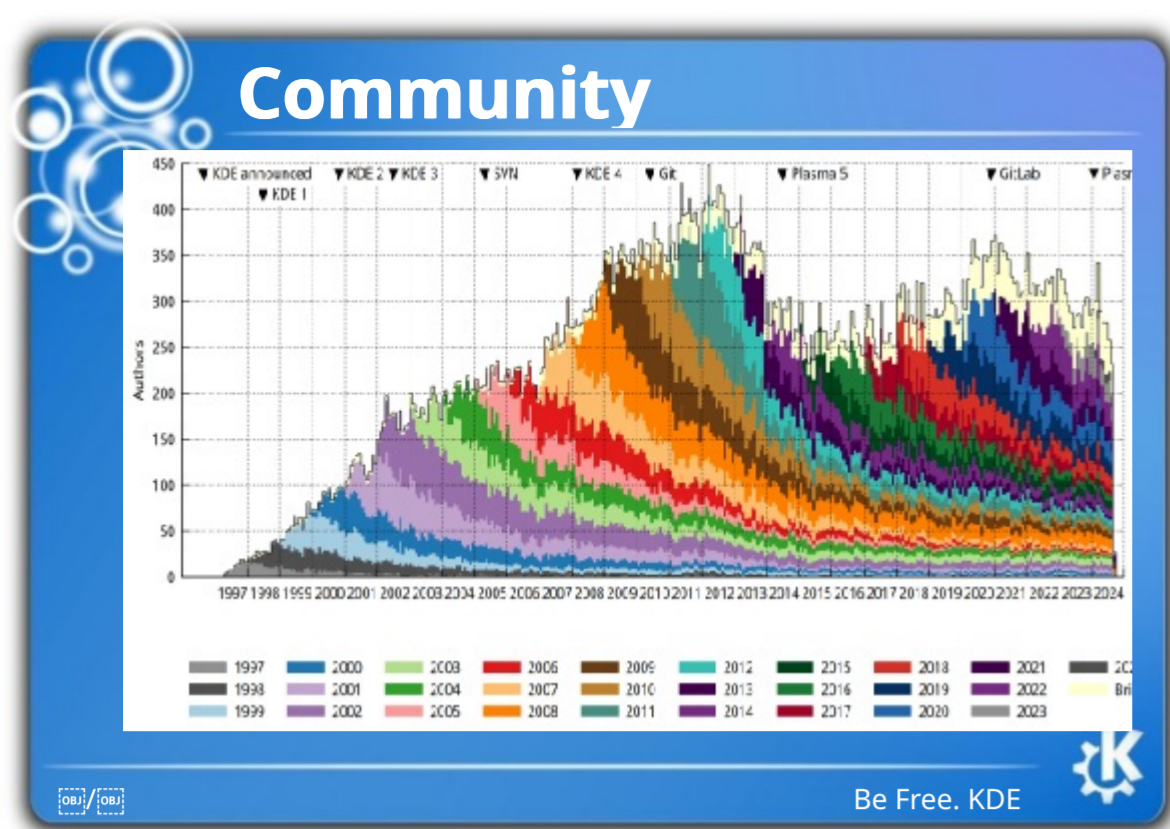 Community
450
▼ KDE announced ▼ KDE 2 ▼ KDE 3 ▼ SVN ▼ KDE 4 ▼ Git ▼ Plasma 5 ▼ GitLab
▼ KDE 1
400
350
300
250
200
150
100
50
0
Authors
1997 1998 1999 2000 2001 2002 2003 2004 2005 2006 2007 2008 2009 2010 2011 2012 2013 2014 2015 2016 2017 2018 2019 2020 2021 2022 2023 2024
1997 2000 2003 2006 2009 2012 2015 2018 2021
1998 2001 2004 2007 2010 2013 2016 2019 2022 Bri
1999 2002 2005 2008 2011 2014 2017 2020 2023
OBJ/OBJ
Be Free. KDE
K